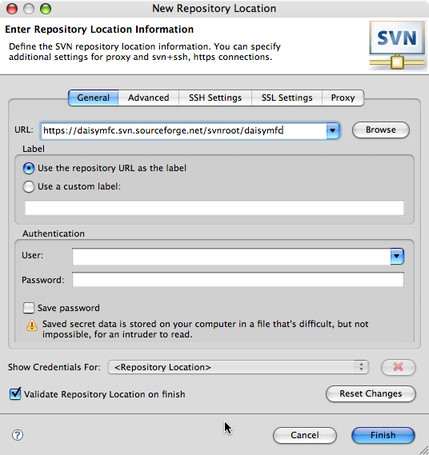 New Repository Location
Enter Repository Location Information
Define the SVN repository location information. You can specify
additional settings for proxy and svn+ssh, https connections.
SVN
General Advanced SSH Settings SSL Settings Proxy
URL: https://daisymfc.svn.sourceforge.net/svnroot/daisymfc Browse
Label
Use the repository URL as the label
Use a custom label:
Authentication
User:
Password:
Save password
Saved secret data is stored on your computer in a file that's difficult, but not
impossible, for an intruder to read.
Show Credentials For: <Repository Location>
Validate Repository Location on finish Reset Changes
? Cancel Finish